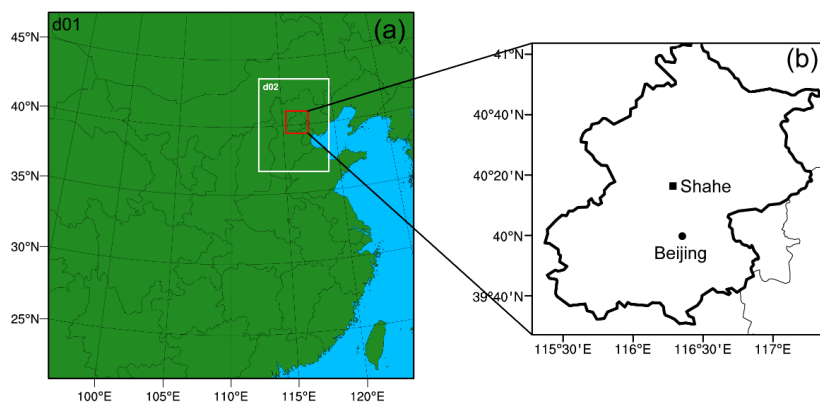 d01
(a)
45°N
40°N
35°N
30°N
25°N
100°E
105°E
110°E
115°E
120°E
d02
(b)
41°N
40°40'
40°20'
40°N
39°40'
115°30'E
116°E
116°30'E
117°E
Shahe
Beijing